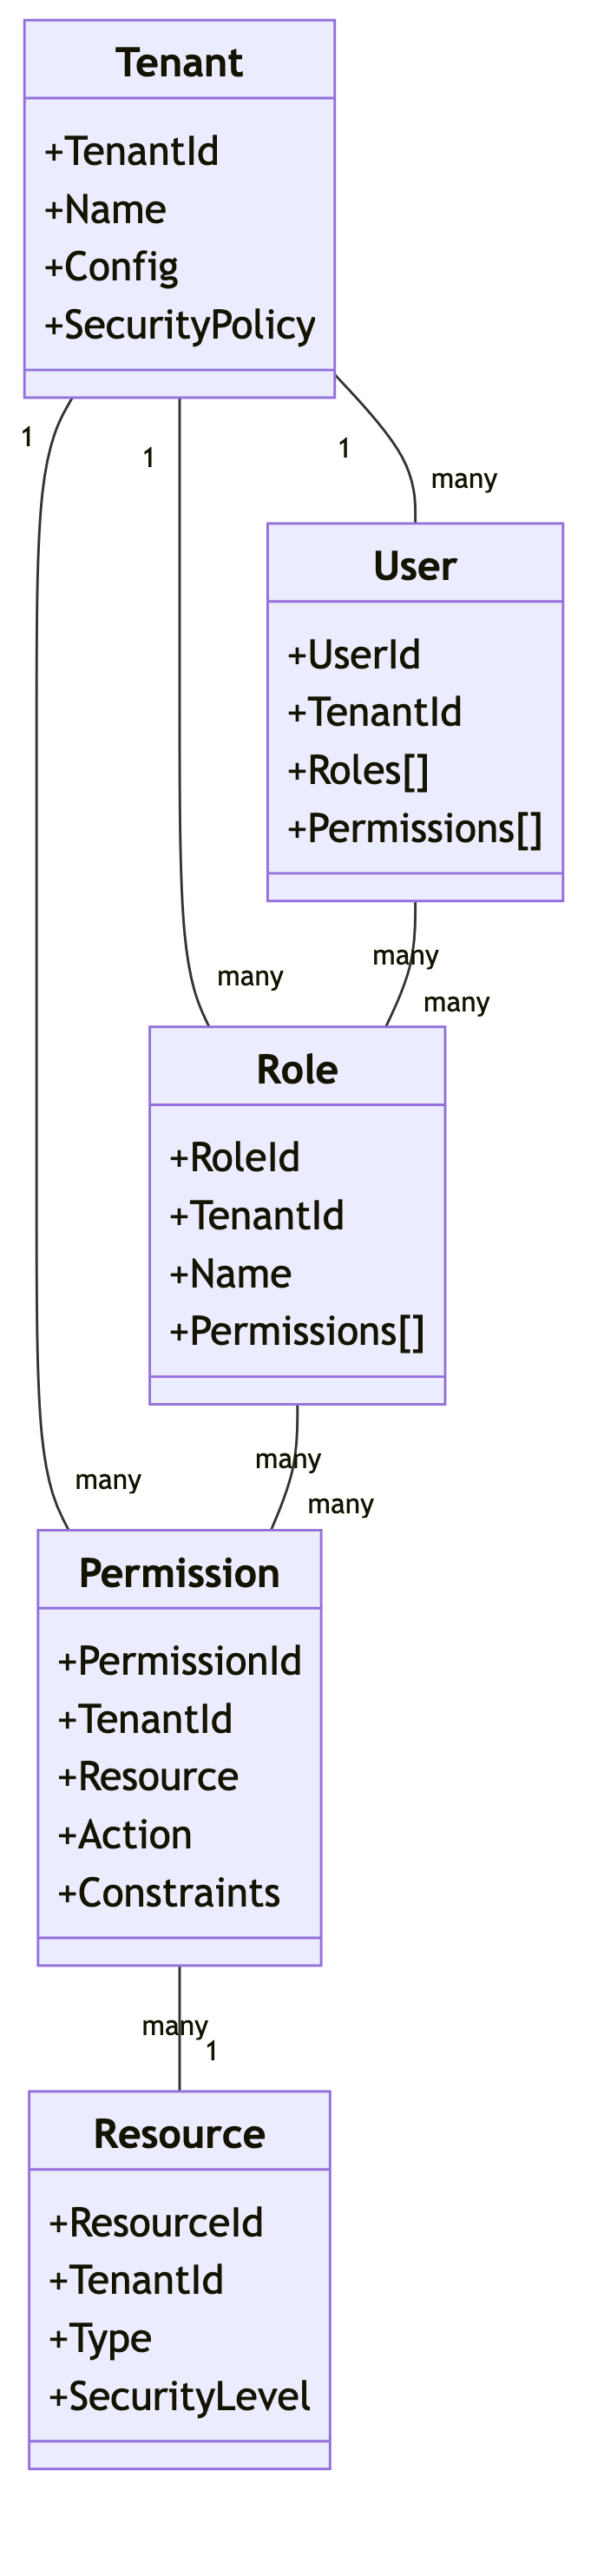 Tenant
+TenantId
+Name
+Config
+SecurityPolicy
1
1
1
many
User
+UserId
+TenantId
+Roles[]
+Permissions[]
many
many
many
Role
+RoleId
+TenantId
+Name
+Permissions[]
many
many
many
Permission
+PermissionId
+TenantId
+Resource
+Action
+Constraints
many
1
Resource
+ResourceId
+TenantId
+Type
+SecurityLevel